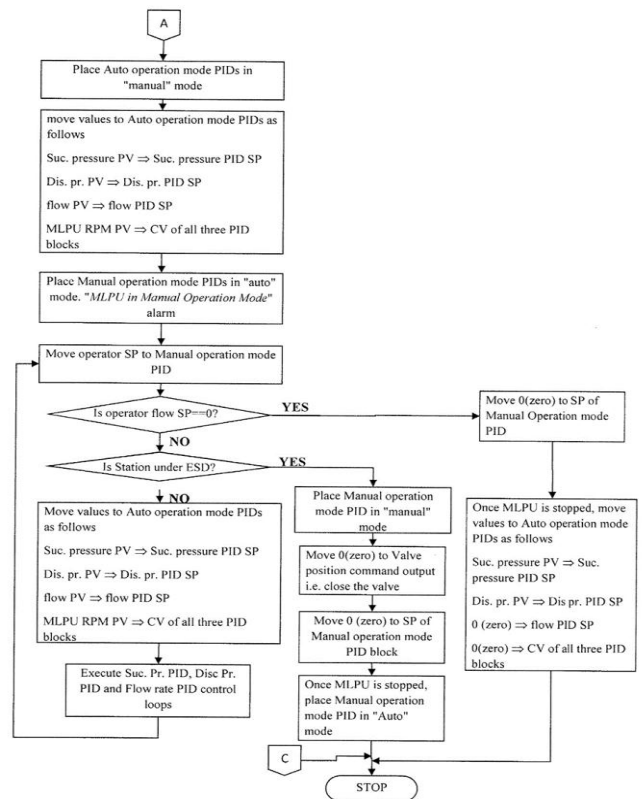 A
Place Auto operation mode PIDs in
"manual" mode
move values to Auto operation mode PIDs as
follows
Suc. pressure PV ⇒ Suc. pressure PID SP
Dis. pr. PV ⇒ Dis. pr. PID SP
flow PV ⇒ flow PID SP
MLPU RPM PV ⇒ CV of all three PID
blocks
Place Manual operation mode PIDs in "auto"
mode. "MLPU in Manual Operation Mode"
alarm
Move operator SP to Manual operation mode
PID
Is operator flow SP==0?
YES
Move 0(zero) to SP of
Manual Operation mode
PID
NO
Is Station under ESD?
YES
NO
Move values to Auto operation mode PIDs
as follows
Suc. pressure PV ⇒ Suc. pressure PID SP
Dis. pr. PV ⇒ Dis. pr. PID SP
flow PV ⇒ flow PID SP
MLPU RPM PV ⇒ CV of all three PID
blocks
Execute Suc. Pr. PID, Disc Pr.
PID and Flow rate PID control
loops
Place Manual operation
mode PID in "manual"
mode
Move 0(zero) to Valve
position command output
i.e. close the valve
Move 0 (zero) to SP of
Manual operation mode
PID block
Once MLPU is stopped,
place Manual operation
mode PID in "Auto"
mode
Once MLPU is stopped, move
values to Auto operation mode
PIDs as follows
Suc. pressure PV ⇒ Suc.
pressure PID SP
Dis. pr. PV ⇒ Dis pr. PID SP
0 (zero) ⇒ flow PID SP
0(zero) ⇒ CV of all three PID
blocks
C
STOP